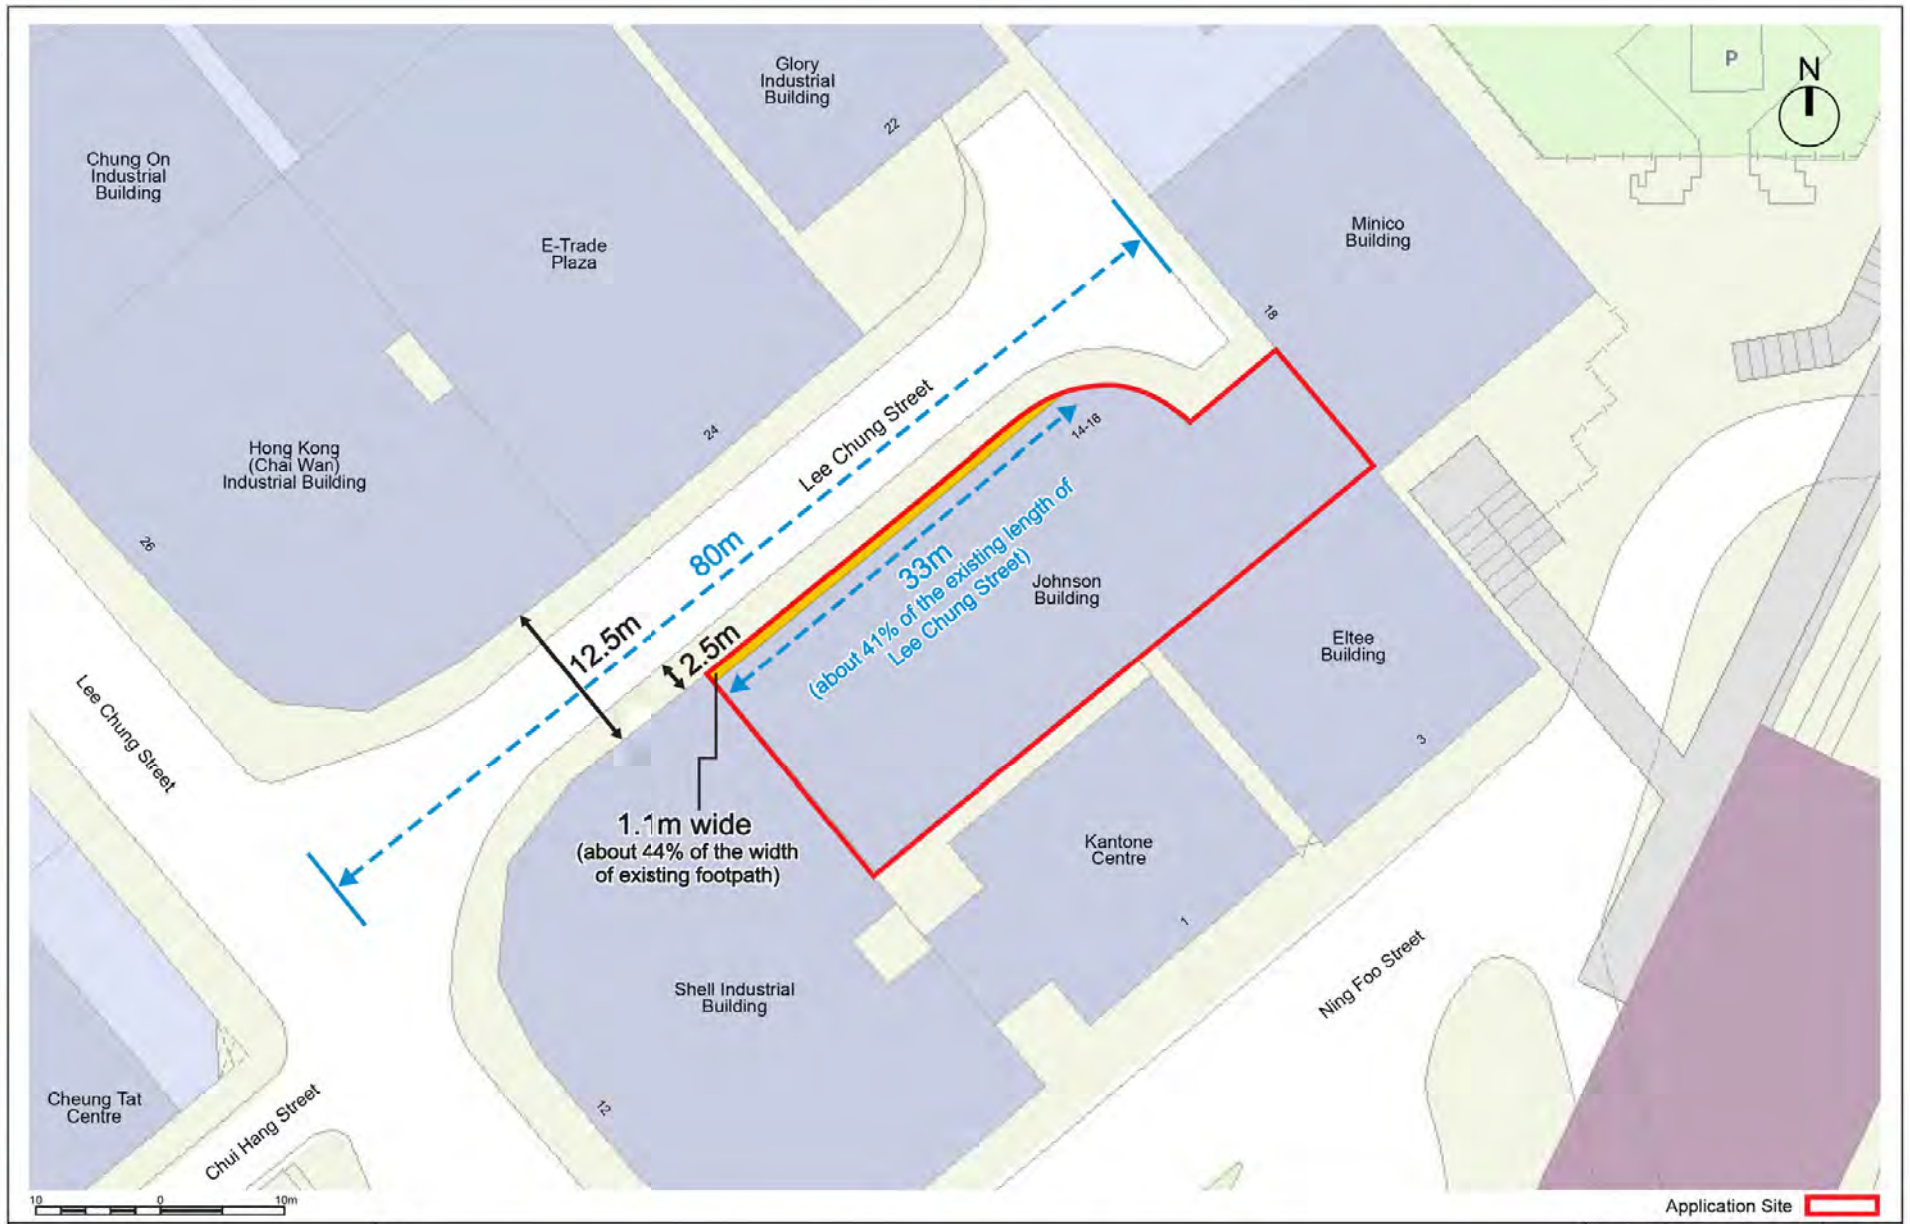 P
N
Glory
Industrial
Building
22
Chung On
Industrial
Building
E-Trade
Plaza
Minico
Building
18
Hong Kong
(Chai Wan)
Industrial Building
24
26
Lee Chung Street
14-16
80m
33m
(about 41% of the existing length of
Lee Chung Street)
Johnson
Building
12.5m
2.5m
Eltee
Building
3
Lee Chung Street
1.1m wide
(about 44% of the width
of existing footpath)
Kantone
Centre
1
Shell Industrial
Building
Ning Foo Street
12
Cheung Tat
Centre
Chui Hang Street
10 0 10m
Application Site